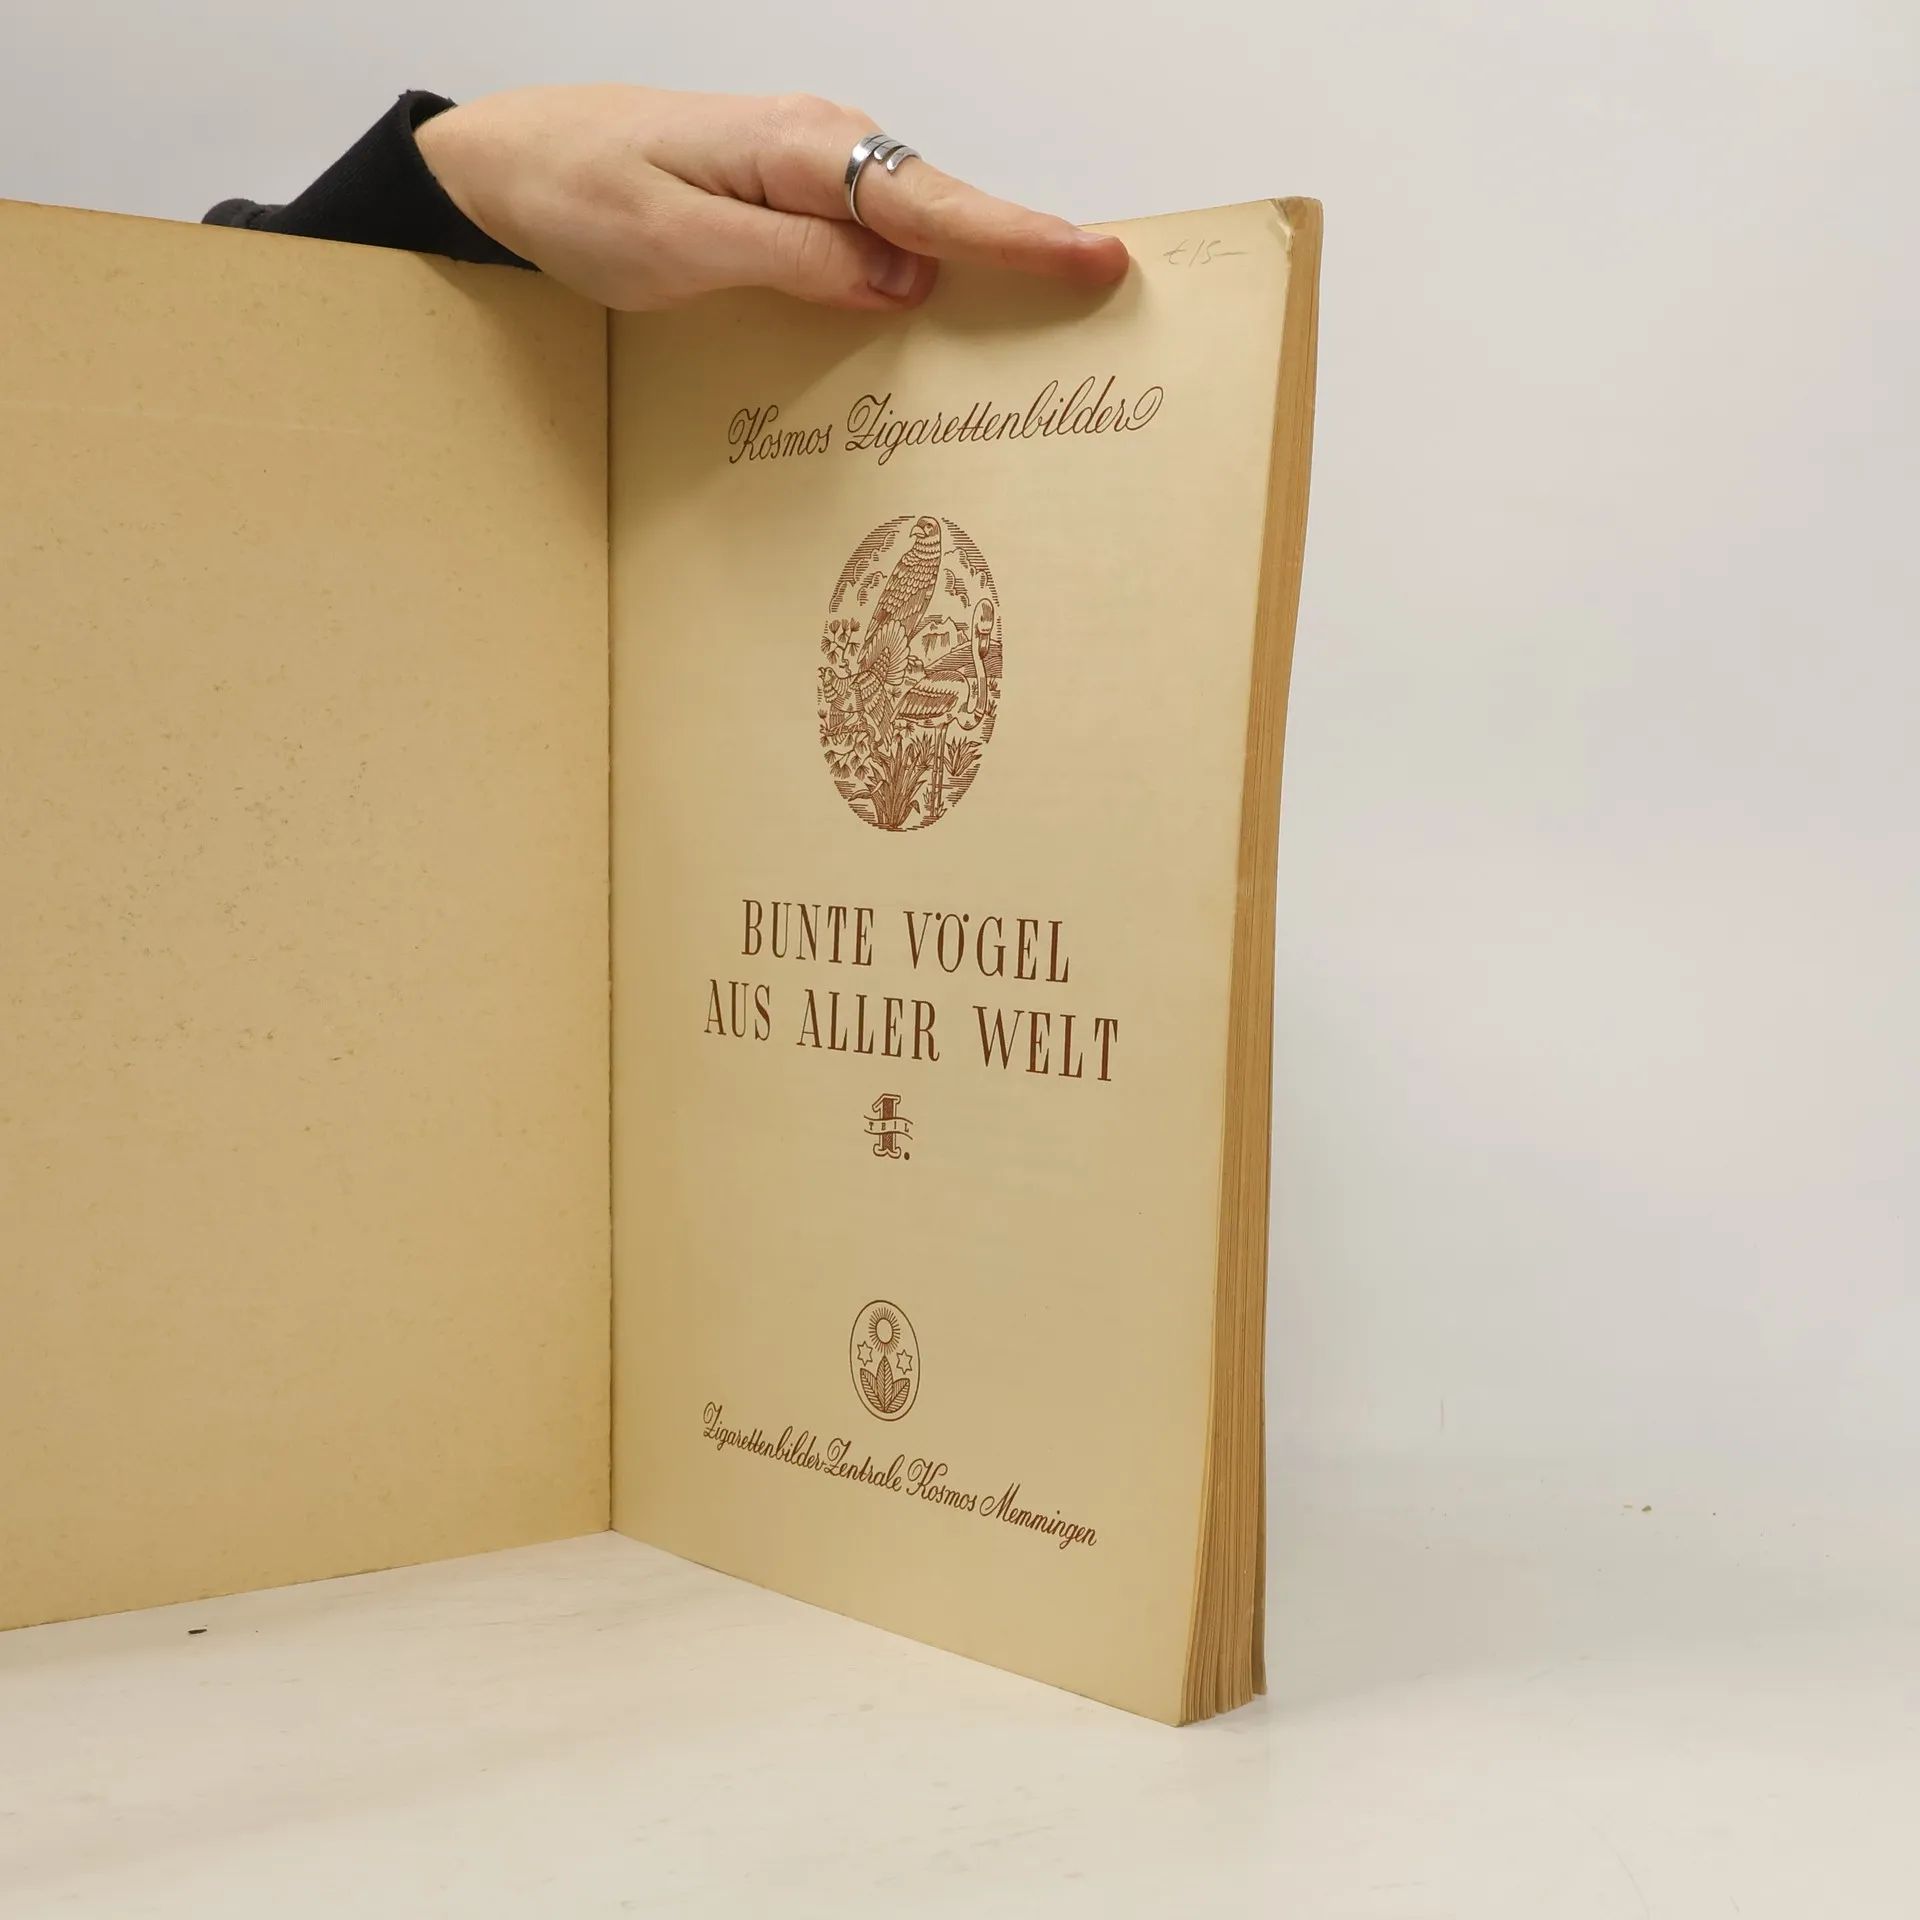 Kosmos Zigarettenbilder
BUNTE VÖGEL
AUS ALLER WELT
1.
TEIL
Zigarettenbilder-Zentrale Kosmos Memmingen